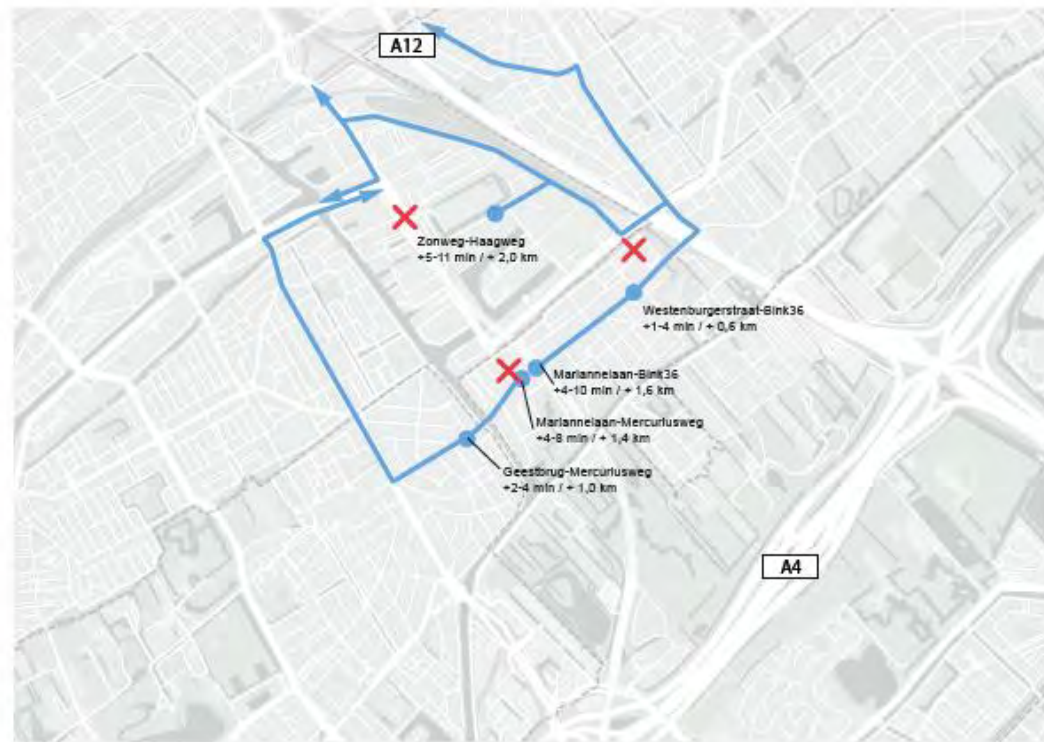 A12
Zonweg-Haagweg
+5-11 min / + 2,0 km
Westenburgerstraat-Bink36
+1-4 min / + 0,6 km
Mariannelaan-Bink36
+4-10 min / + 1,6 km
Mariannelaan-Mercuriusweg
+4-8 min / + 1,4 km
Geestbrug-Mercuriusweg
+2-4 min / + 1,0 km
A4